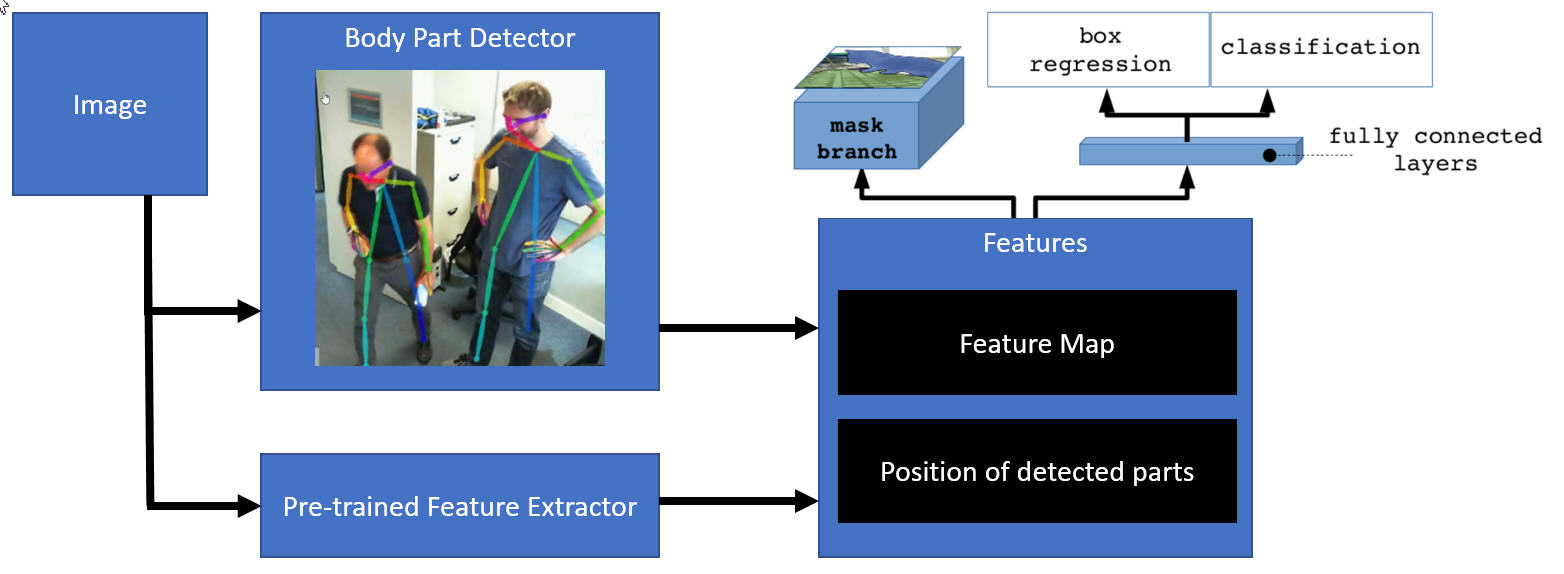 Image
Body Part Detector
Pre-trained Feature Extractor
Features
Feature Map
Position of detected parts
mask
branch
box
regression
classification
fully connected
layers